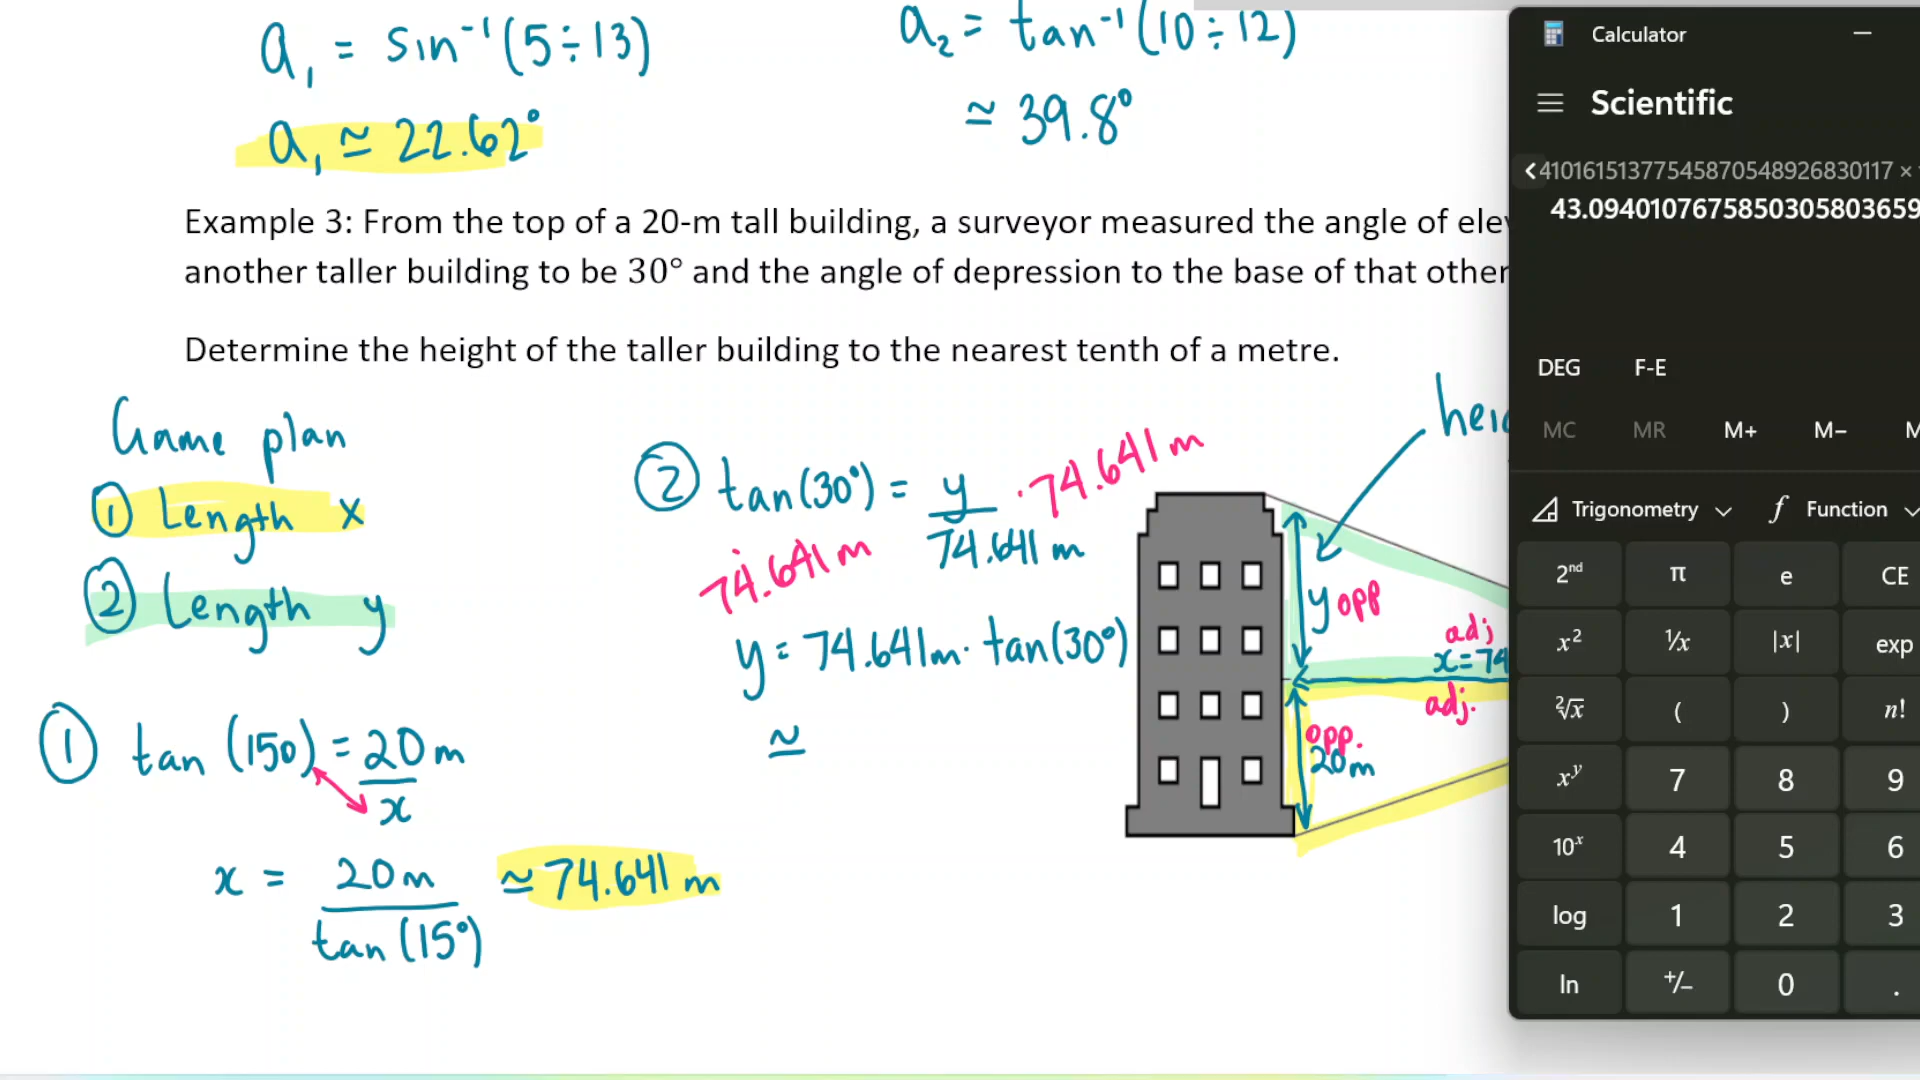 a₁ = sin⁻¹(5÷13)
a₂ = tan⁻¹(10÷12)
a₁ ≃ 22.62°
≃ 39.8°
Example 3: From the top of a 20-m tall building, a surveyor measured the angle of
another taller building to be 30° and the angle of depression to the base of that other
Determine the height of the taller building to the nearest tenth of a metre.
Game plan
① Length x
② Length y
① tan (15°) = 20m
x
x = 20m ≃ 74.641 m
tan (15°)
② tan(30°) = y · 74.641 m
74.641 m · 74.641 m
y = 74.641m · tan(30°)
≃
y opp
adj
x = 74
adj.
opp.
20m
Calculator
Scientific
41016151377545870548926830117 ×
43.0940107675850305803659
DEG F-E
MC MR M+ M− M
Trigonometry f Function
2ⁿᵈ π e CE
x² ¹/x |x| exp
²√x ( ) n!
xʸ 7 8 9
10ˣ 4 5 6
log 1 2 3
ln +/− 0 .